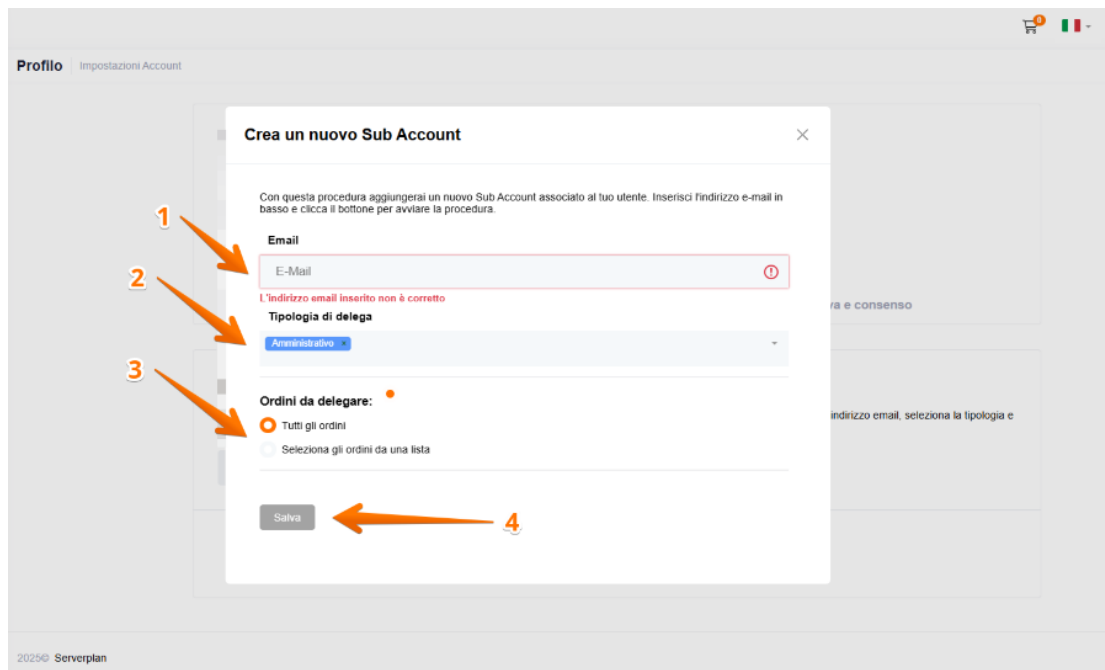 0
Profilo Impostazioni Account
Crea un nuovo Sub Account
Con questa procedura aggiungerai un nuovo Sub Account associato al tuo utente. Inserisci l'indirizzo e-mail in
basso e clicca il bottone per avviare la procedura.
1
Email
E-Mail
2
L'indirizzo email inserito non è corretto
va e consenso
Tipologia di delega
Amministrativo ×
3
Ordini da delegare:
indirizzo email, seleziona la tipologia e
Tutti gli ordini
Seleziona gli ordini da una lista
Salva
4
2025© Serverplan